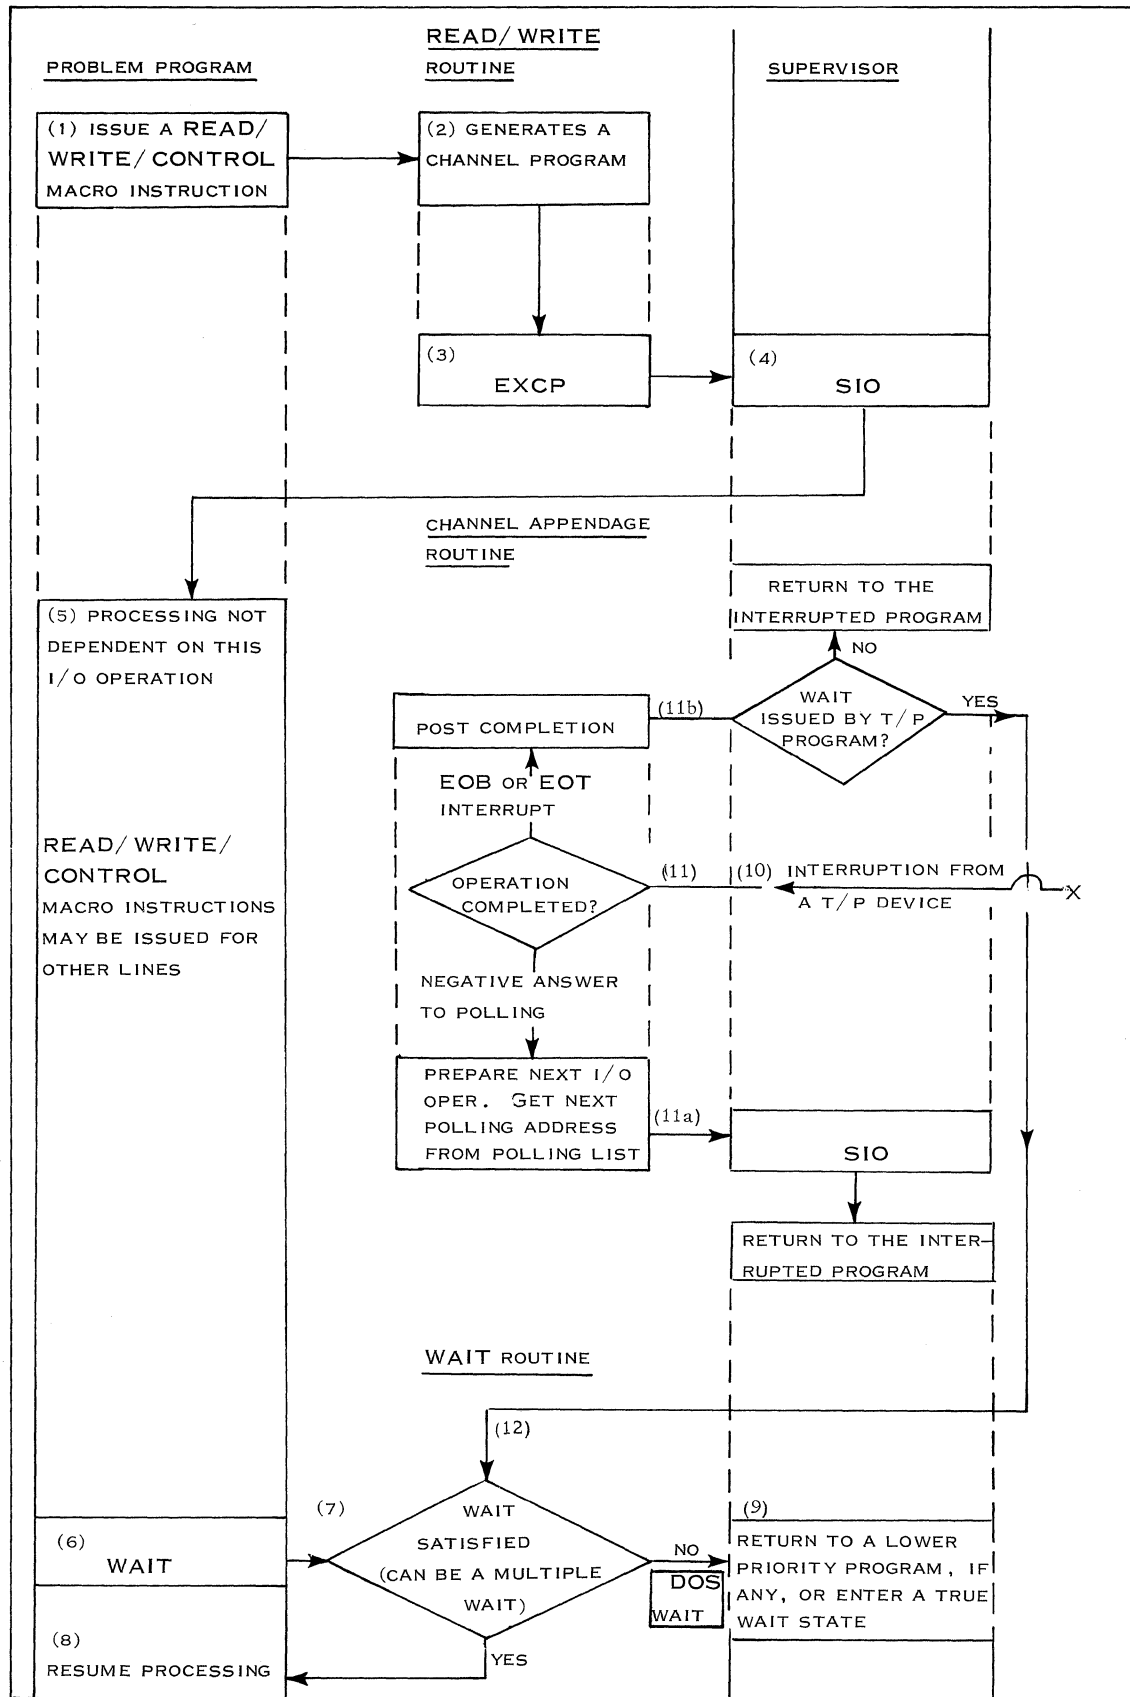 PROBLEM PROGRAM
READ/WRITE
ROUTINE
SUPERVISOR
(1) ISSUE A READ/
WRITE/CONTROL
MACRO INSTRUCTION
(2) GENERATES A
CHANNEL PROGRAM
(3)
EXCP
(4)
SIO
CHANNEL APPENDAGE
ROUTINE
RETURN TO THE
INTERRUPTED PROGRAM
NO
(5) PROCESSING NOT
DEPENDENT ON THIS
I/O OPERATION
READ/WRITE/
CONTROL
MACRO INSTRUCTIONS
MAY BE ISSUED FOR
OTHER LINES
POST COMPLETION
(11b)
WAIT
ISSUED BY T/P
PROGRAM?
YES
EOB OR EOT
INTERRUPT
OPERATION
COMPLETED?
(11)
(10)
INTERRUPTION FROM
A T/P DEVICE
X
NEGATIVE ANSWER
TO POLLING
PREPARE NEXT I/O
OPER. GET NEXT
POLLING ADDRESS
FROM POLLING LIST
(11a)
SIO
RETURN TO THE INTER-
RUPTED PROGRAM
WAIT ROUTINE
(12)
(6)
WAIT
(7)
WAIT
SATISFIED
(CAN BE A MULTIPLE
WAIT)
NO
DOS
WAIT
(9)
RETURN TO A LOWER
PRIORITY PROGRAM, IF
ANY, OR ENTER A TRUE
WAIT STATE
YES
(8)
RESUME PROCESSING